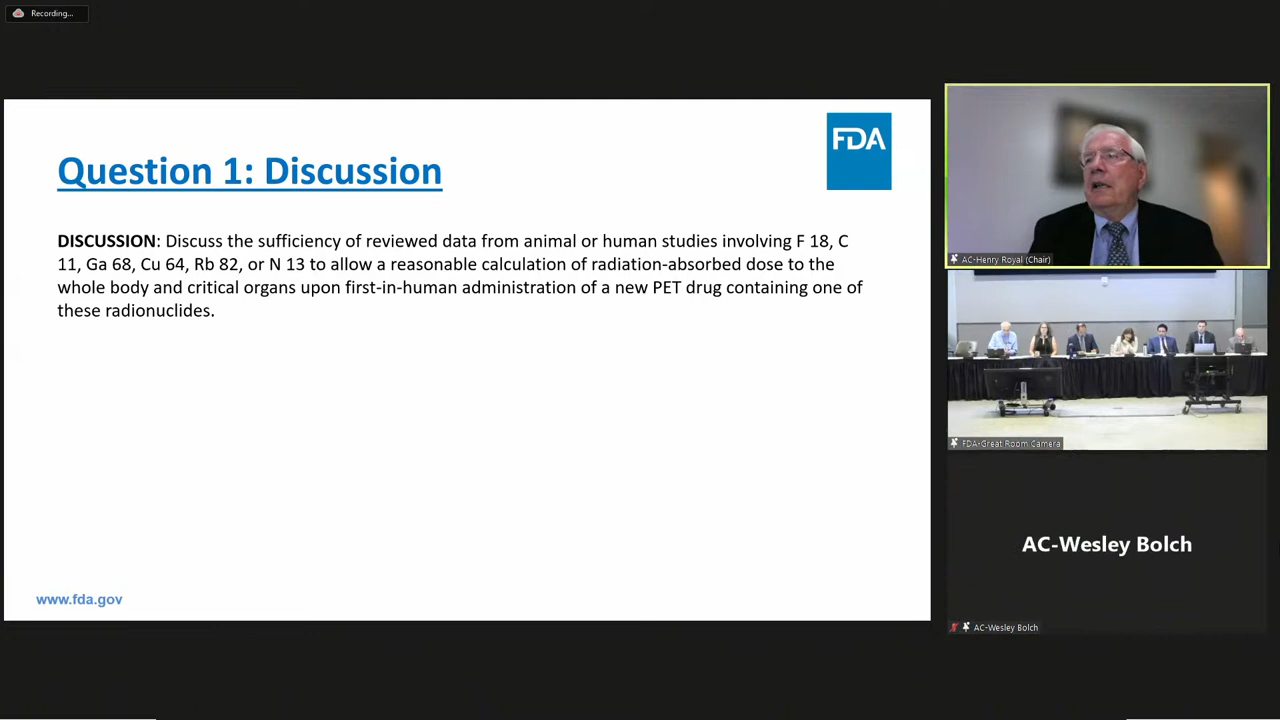 Recording...
FDA
Question 1: Discussion
DISCUSSION: Discuss the sufficiency of reviewed data from animal or human studies involving F 18, C
11, Ga 68, Cu 64, Rb 82, or N 13 to allow a reasonable calculation of radiation-absorbed dose to the
whole body and critical organs upon first-in-human administration of a new PET drug containing one of
these radionuclides.
www.fda.gov
AC-Henry Royal (Chair)
FDA-Great Room Camera
AC-Wesley Bolch
AC-Wesley Bolch